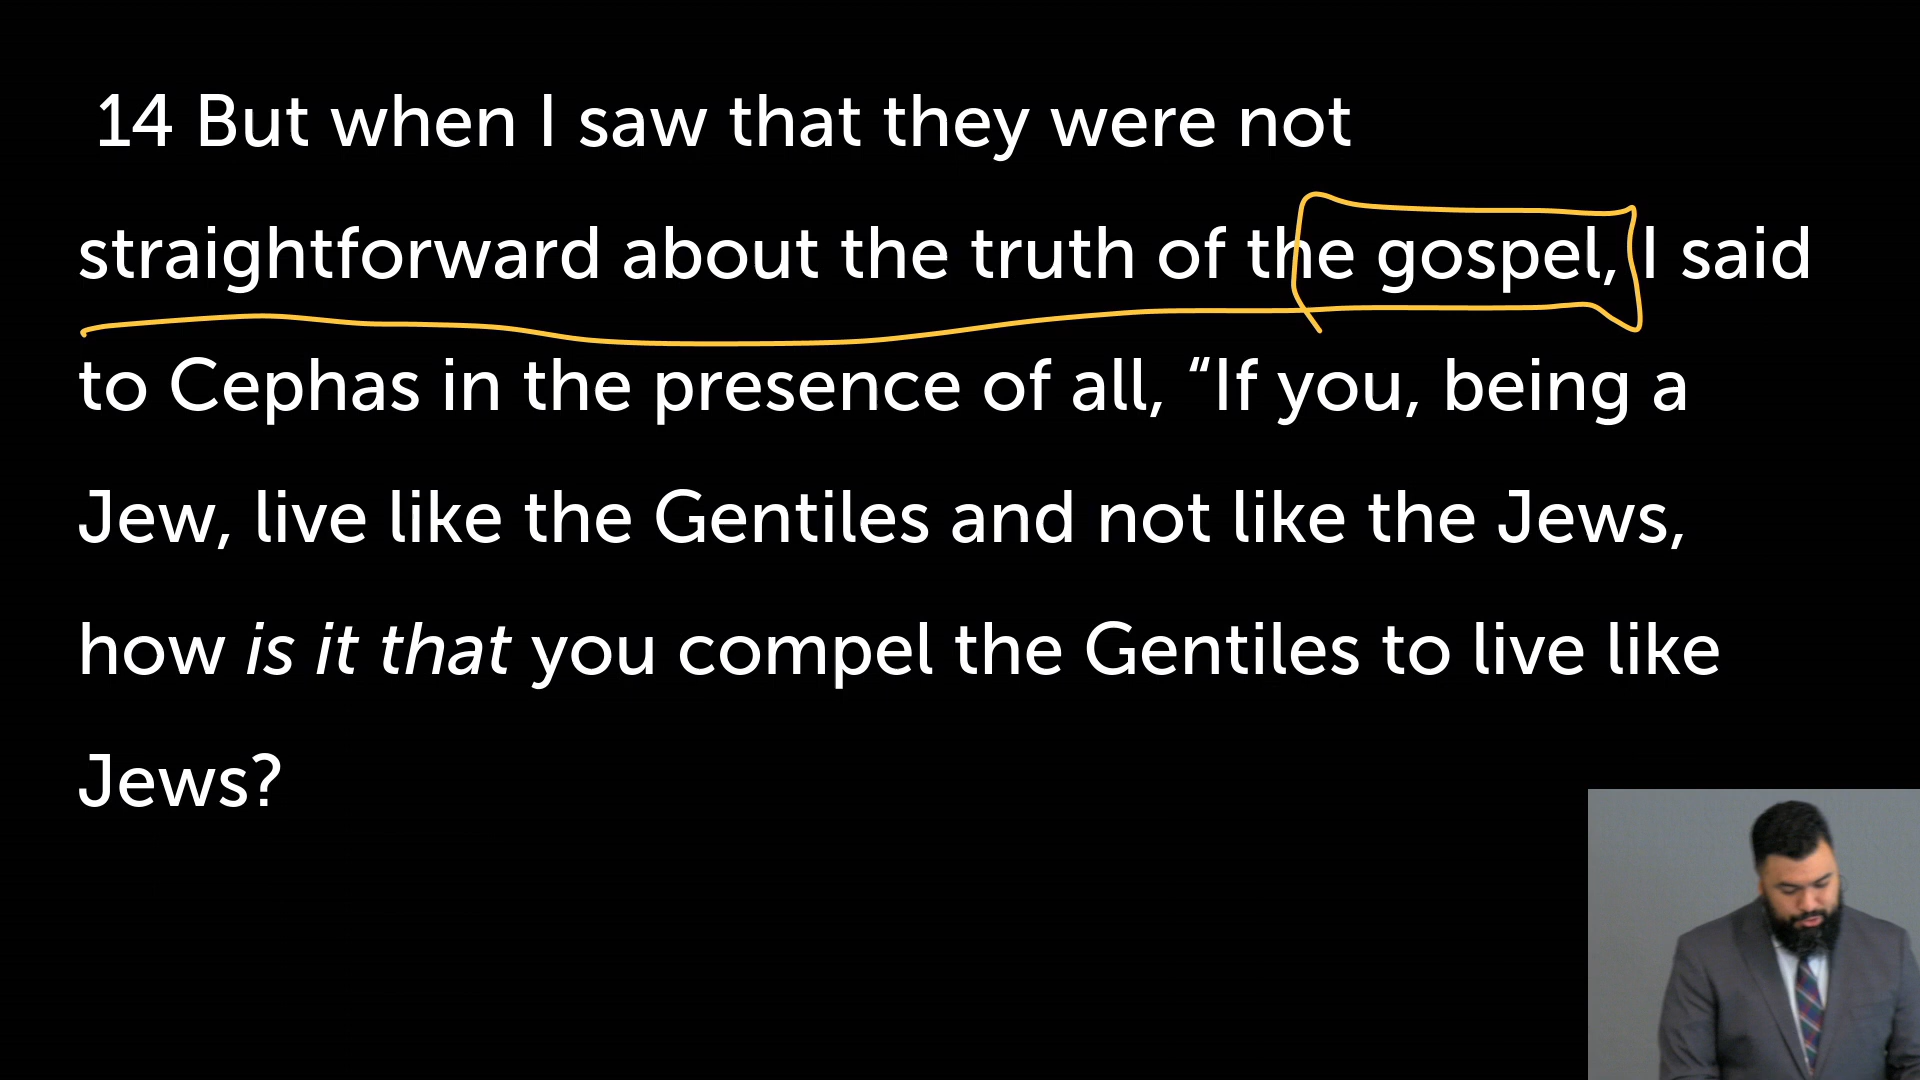 14 But when I saw that they were not
straightforward about the truth of the gospel, I said
to Cephas in the presence of all, “If you, being a
Jew, live like the Gentiles and not like the Jews,
how is it that you compel the Gentiles to live like
Jews?